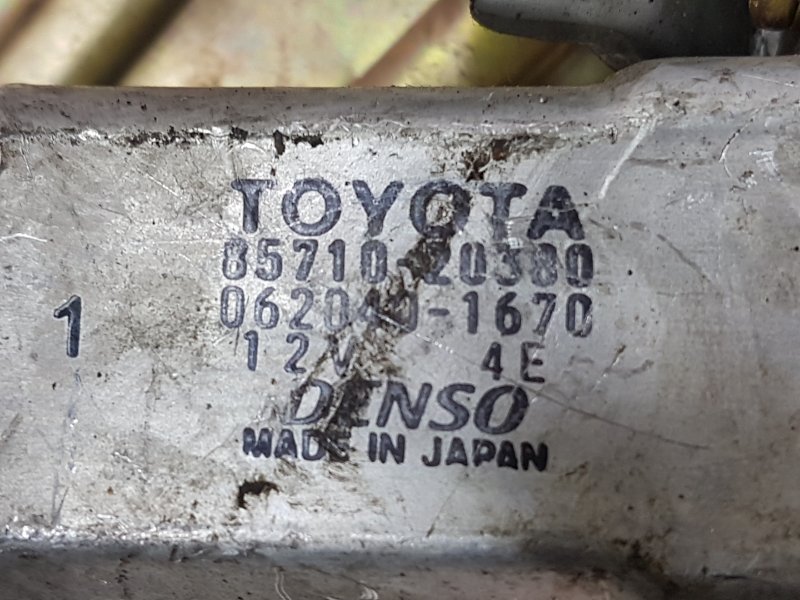 TOYOTA
85710-20380
062040-1670
1
12V 4E
DENSO
MADE IN JAPAN